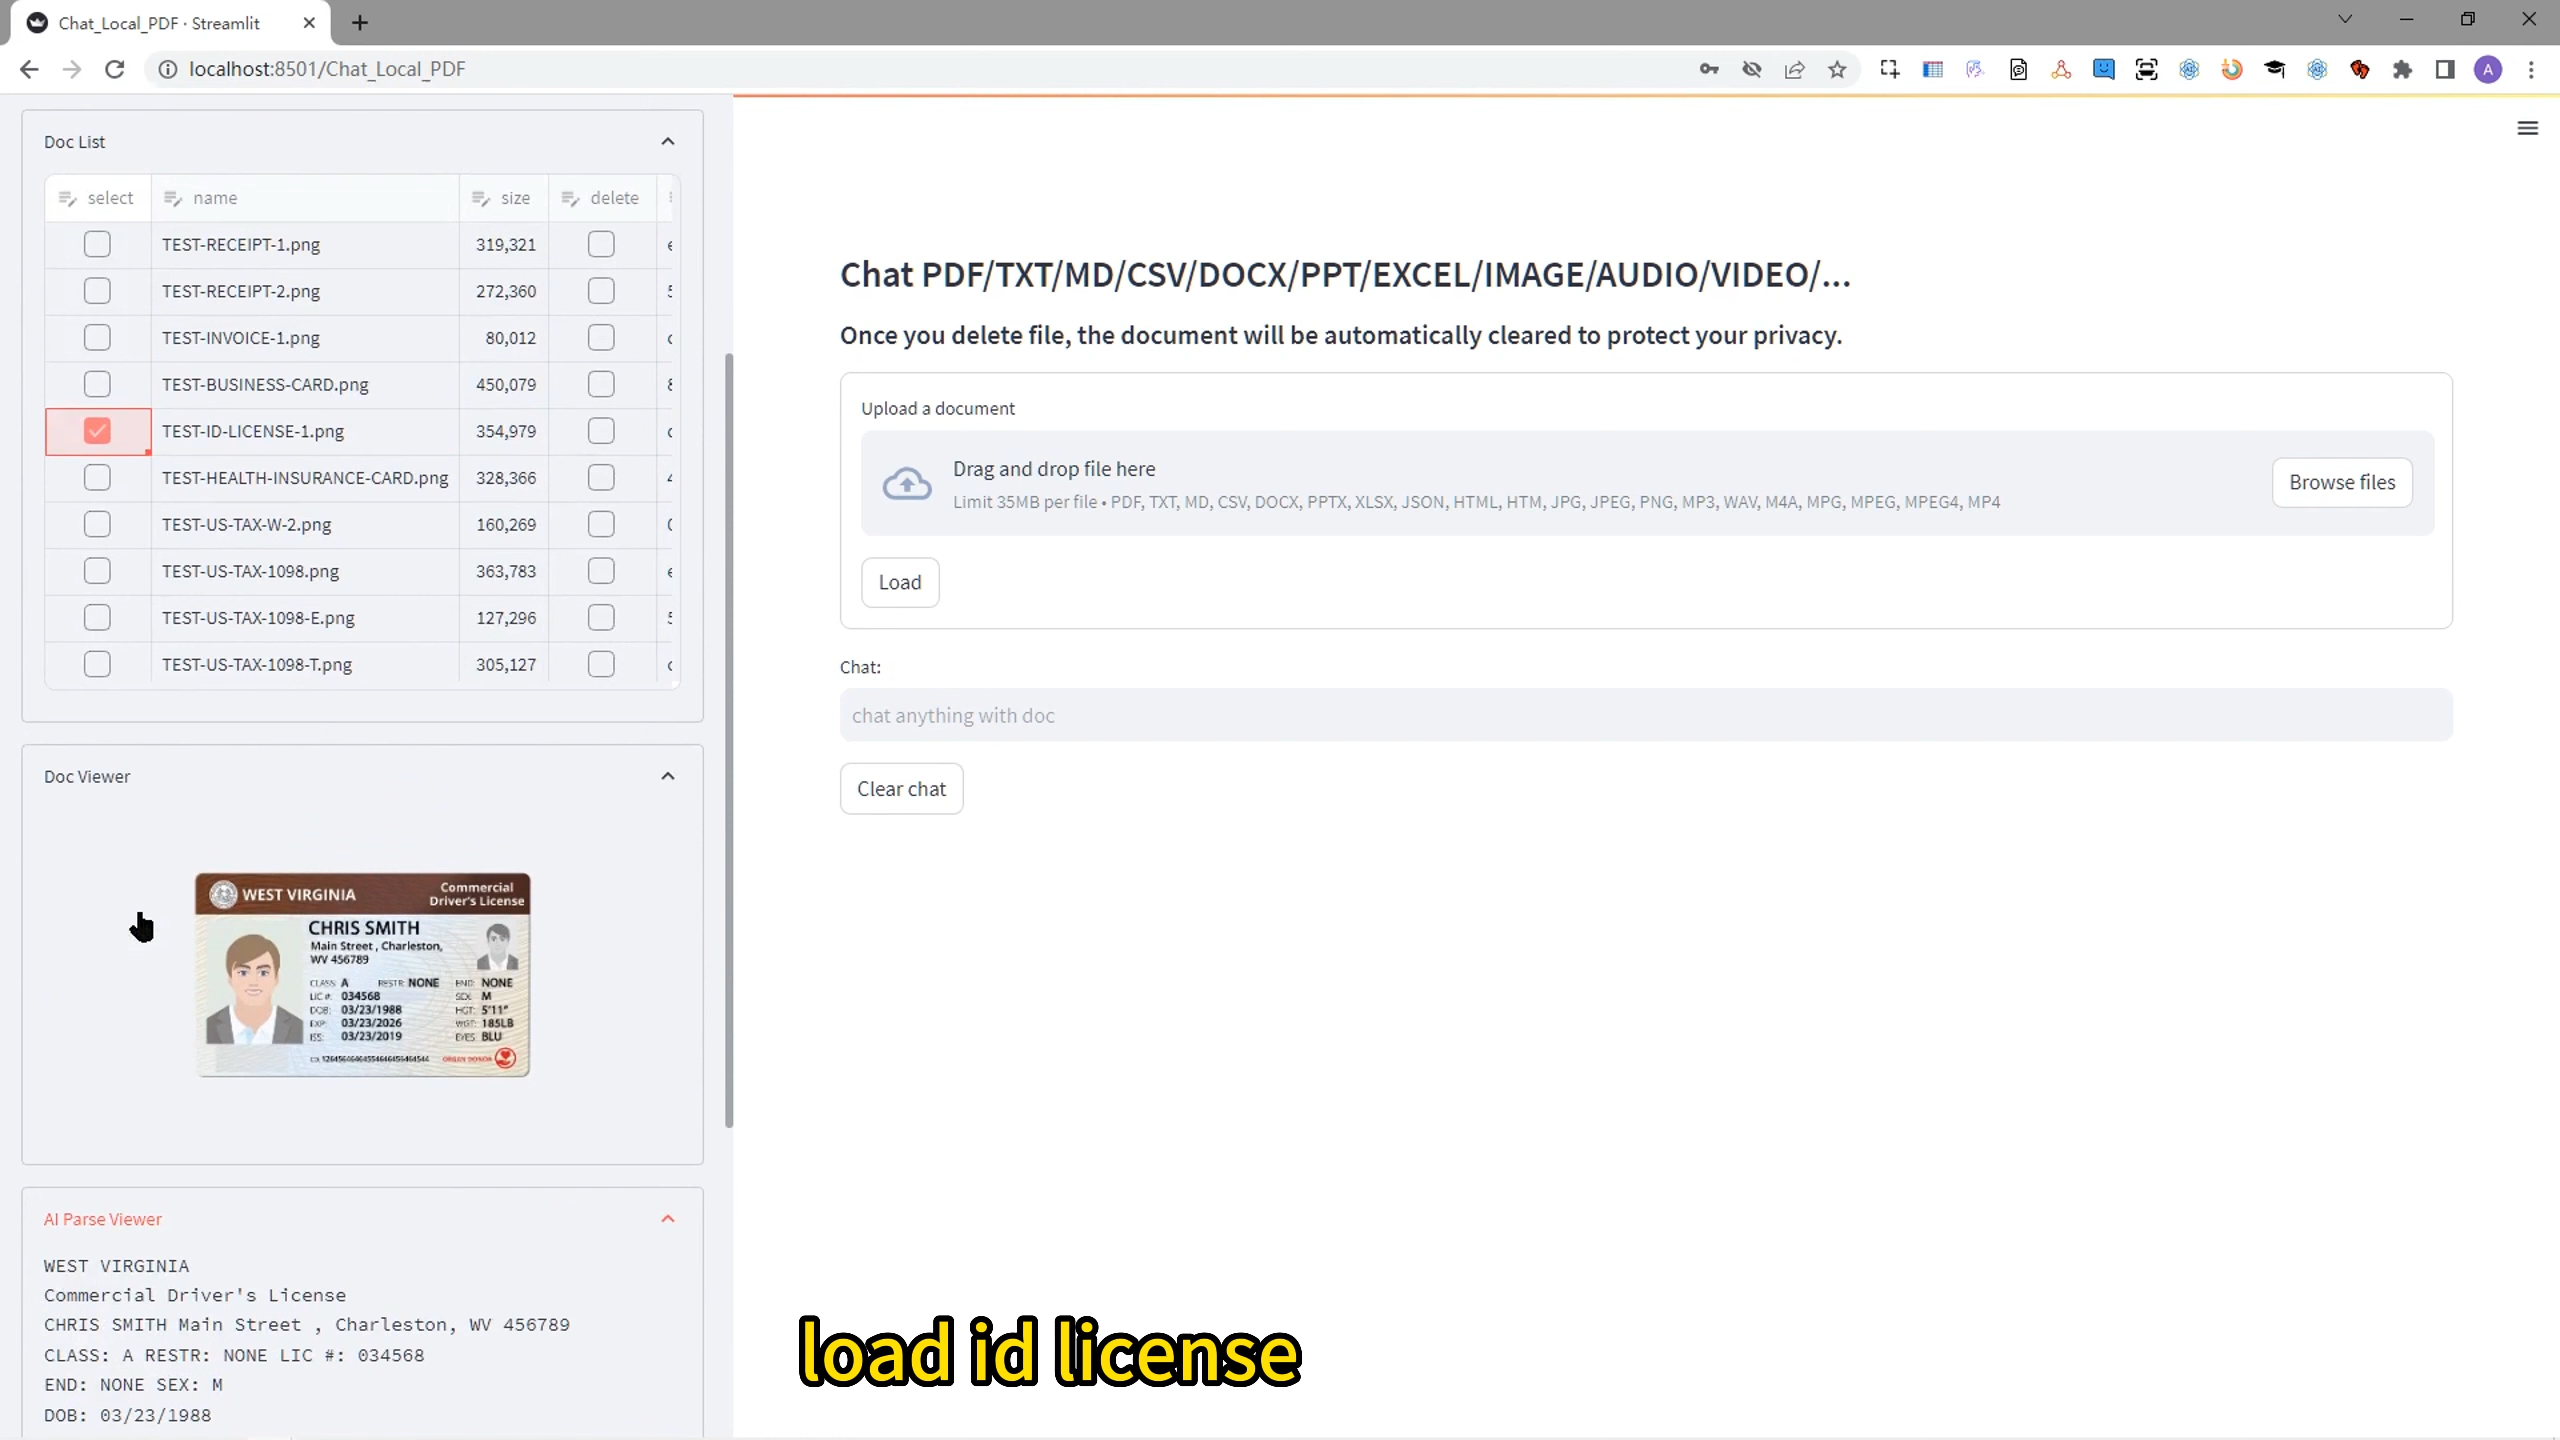 Chat_Local_PDF · Streamlit
localhost:8501/Chat_Local_PDF
A
Doc List
select name size delete
TEST-RECEIPT-1.png 319,321
TEST-RECEIPT-2.png 272,360
TEST-INVOICE-1.png 80,012
TEST-BUSINESS-CARD.png 450,079
TEST-ID-LICENSE-1.png 354,979
TEST-HEALTH-INSURANCE-CARD.png 328,366
TEST-US-TAX-W-2.png 160,269
TEST-US-TAX-1098.png 363,783
TEST-US-TAX-1098-E.png 127,296
TEST-US-TAX-1098-T.png 305,127
Doc Viewer
WEST VIRGINIA
Commercial
Driver's License
CHRIS SMITH
Main Street , Charleston,
WV 456789
CLASS: A RESTR: NONE END: NONE
LIC #: 034568 SEX: M
DOB: 03/23/1988 HGT: 5'11"
EXP: 03/23/2026 WGT: 185LB
ISS: 03/23/2019 EYES: BLU
ORGAN DONOR
AI Parse Viewer
WEST VIRGINIA
Commercial Driver's License
CHRIS SMITH Main Street , Charleston, WV 456789
CLASS: A RESTR: NONE LIC #: 034568
END: NONE SEX: M
DOB: 03/23/1988
Chat PDF/TXT/MD/CSV/DOCX/PPT/EXCEL/IMAGE/AUDIO/VIDEO/...
Once you delete file, the document will be automatically cleared to protect your privacy.
Upload a document
Drag and drop file here
Limit 35MB per file • PDF, TXT, MD, CSV, DOCX, PPTX, XLSX, JSON, HTML, HTM, JPG, JPEG, PNG, MP3, WAV, M4A, MPG, MPEG, MPEG4, MP4
Browse files
Load
Chat:
chat anything with doc
Clear chat
load id license